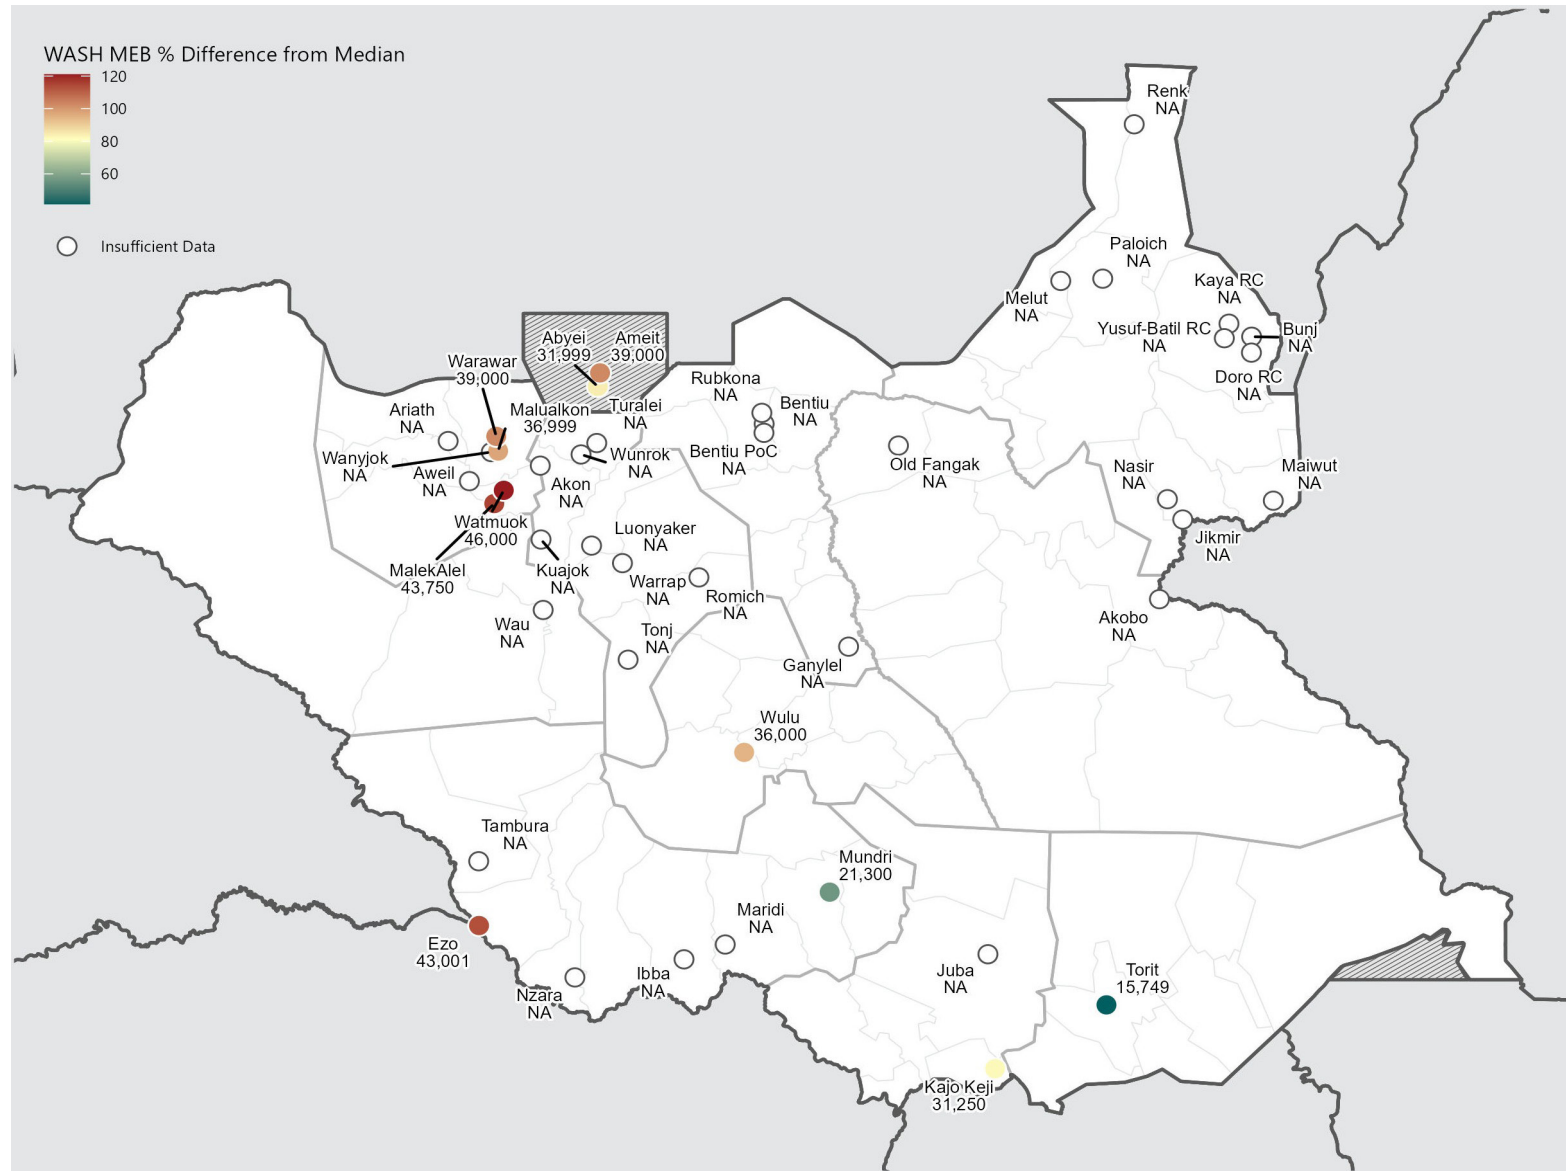 WASH MEB % Difference from Median
120
100
80
60
Insufficient Data
Renk
NA
Paloich
NA
Melut
NA
Kaya RC
NA
Yusuf-Batil RC
NA
Bunj
NA
Doro RC
NA
Abyei
31,999
Ameit
39,000
Warawar
39,000
Ariath
NA
Malualkon
36,999
Turalei
NA
Rubkona
NA
Bentiu
NA
Bentiu PoC
NA
Wanyjok
NA
Aweil
NA
Wunrok
NA
Akon
NA
Old Fangak
NA
Nasir
NA
Maiwut
NA
Jikmir
NA
Watmuok
46,000
MalekAlel
43,750
Kuajok
NA
Luonyaker
NA
Warrap
NA
Romich
NA
Wau
NA
Tonj
NA
Akobo
NA
Ganylel
NA
Wulu
36,000
Tambura
NA
Mundri
21,300
Ezo
43,001
Maridi
NA
Nzara
NA
Ibba
NA
Juba
NA
Torit
15,749
Kajo Keji
31,250